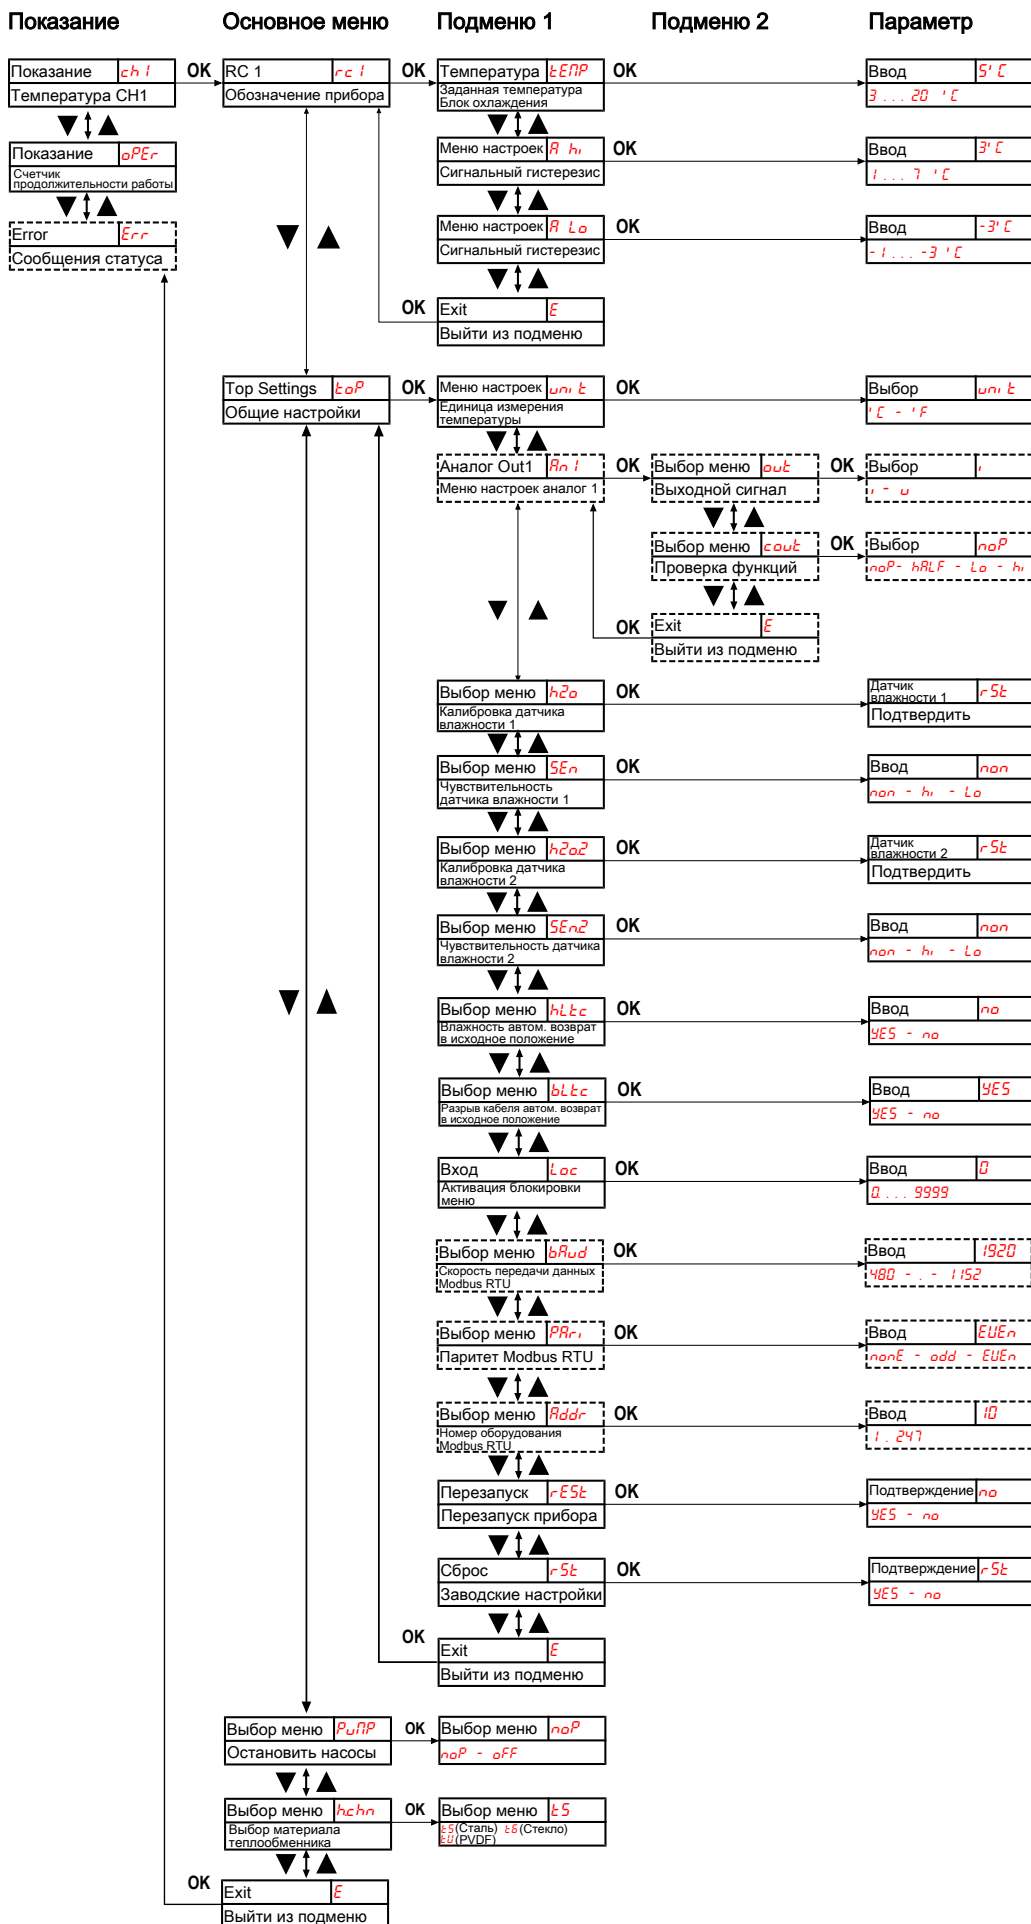 Показание Основное меню Подменю 1 Подменю 2 Параметр
Показание ch1 OK RC 1 rc1 OK Температура tEMP OK Ввод 5°C
Температура CH1 Обозначение прибора Заданная температура
Блок охлаждения 3 ... 20 °C
Показание oPEr Меню настроек A hi OK Ввод 3°C
Счетчик
продолжительности работы Сигнальный гистерезис 1 ... 7 °C
Error Err Меню настроек A Lo OK Ввод -3°C
Сообщения статуса Сигнальный гистерезис -1 ... -3 °C
OK Exit E
Выйти из подменю
Top Settings toP OK Меню настроек unit OK Выбор unit
Общие настройки Единица измерения
температуры °C - °F
Аналог Out1 An1 OK Выбор меню out OK Выбор i
Меню настроек аналог 1 Выходной сигнал i - u
Выбор меню cout OK Выбор noP
Проверка функций noP- hALF - Lo - hi
OK Exit E
Выйти из подменю
Выбор меню h2o OK Датчик
влажности 1 rSt
Калибровка датчика
влажности 1 Подтвердить
Выбор меню SEn OK Ввод non
Чувствительность
датчика влажности 1 non - hi - Lo
Выбор меню h2o.2 OK Датчик
влажности 2 rSt
Калибровка датчика
влажности 2 Подтвердить
Выбор меню SEn.2 OK Ввод non
Чувствительность датчика
влажности 2 non - hi - Lo
Выбор меню hLtc OK Ввод no
Влажность автом. возврат
в исходное положение YES - no
Выбор меню bLtc OK Ввод YES
Разрыв кабеля автом. возврат
в исходное положение YES - no
Вход Loc OK Ввод 0
Активация блокировки
меню 0. ... 9999
Выбор меню bAud OK Ввод 1920
Скорость передачи данных
Modbus RTU 480 - . - 1152
Выбор меню PAri OK Ввод EUEn
Паритет Modbus RTU nonE - odd - EUEn
Выбор меню Addr OK Ввод 10
Номер оборудования
Modbus RTU 1 . 247
Перезапуск rESt OK Подтверждение no
Перезапуск прибора YES - no
Сброс rSt OK Подтверждение rSt
Заводские настройки YES - no
OK Exit E
Выйти из подменю
Выбор меню PuMP OK Выбор меню noP
Остановить насосы noP - oFF
Выбор меню h.chn OK Выбор меню tS
Выбор материала
теплообменника tS(Сталь) tG(Стекло)
tU(PVDF)
OK Exit E
Выйти из подменю